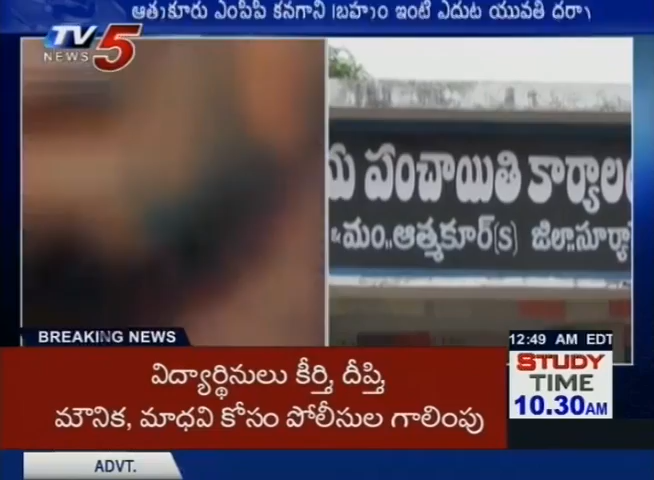 ఆత్మకూరు ఎంపీపీ కనగాని బ్రహ్మం ఇంటి ఎదుట యువతి
TV5
NEWS
పంచాయితి
మం..ఆత్మకూర్(S) జిల్లా.సూర్యా
BREAKING NEWS
12:49 AM EDT
విద్యార్థినులు కీర్తి, దీప్తి,
మౌనిక, మాధవి కోసం పోలీసుల గాలింపు
STUDY
TIME
10.30AM
ADVT.